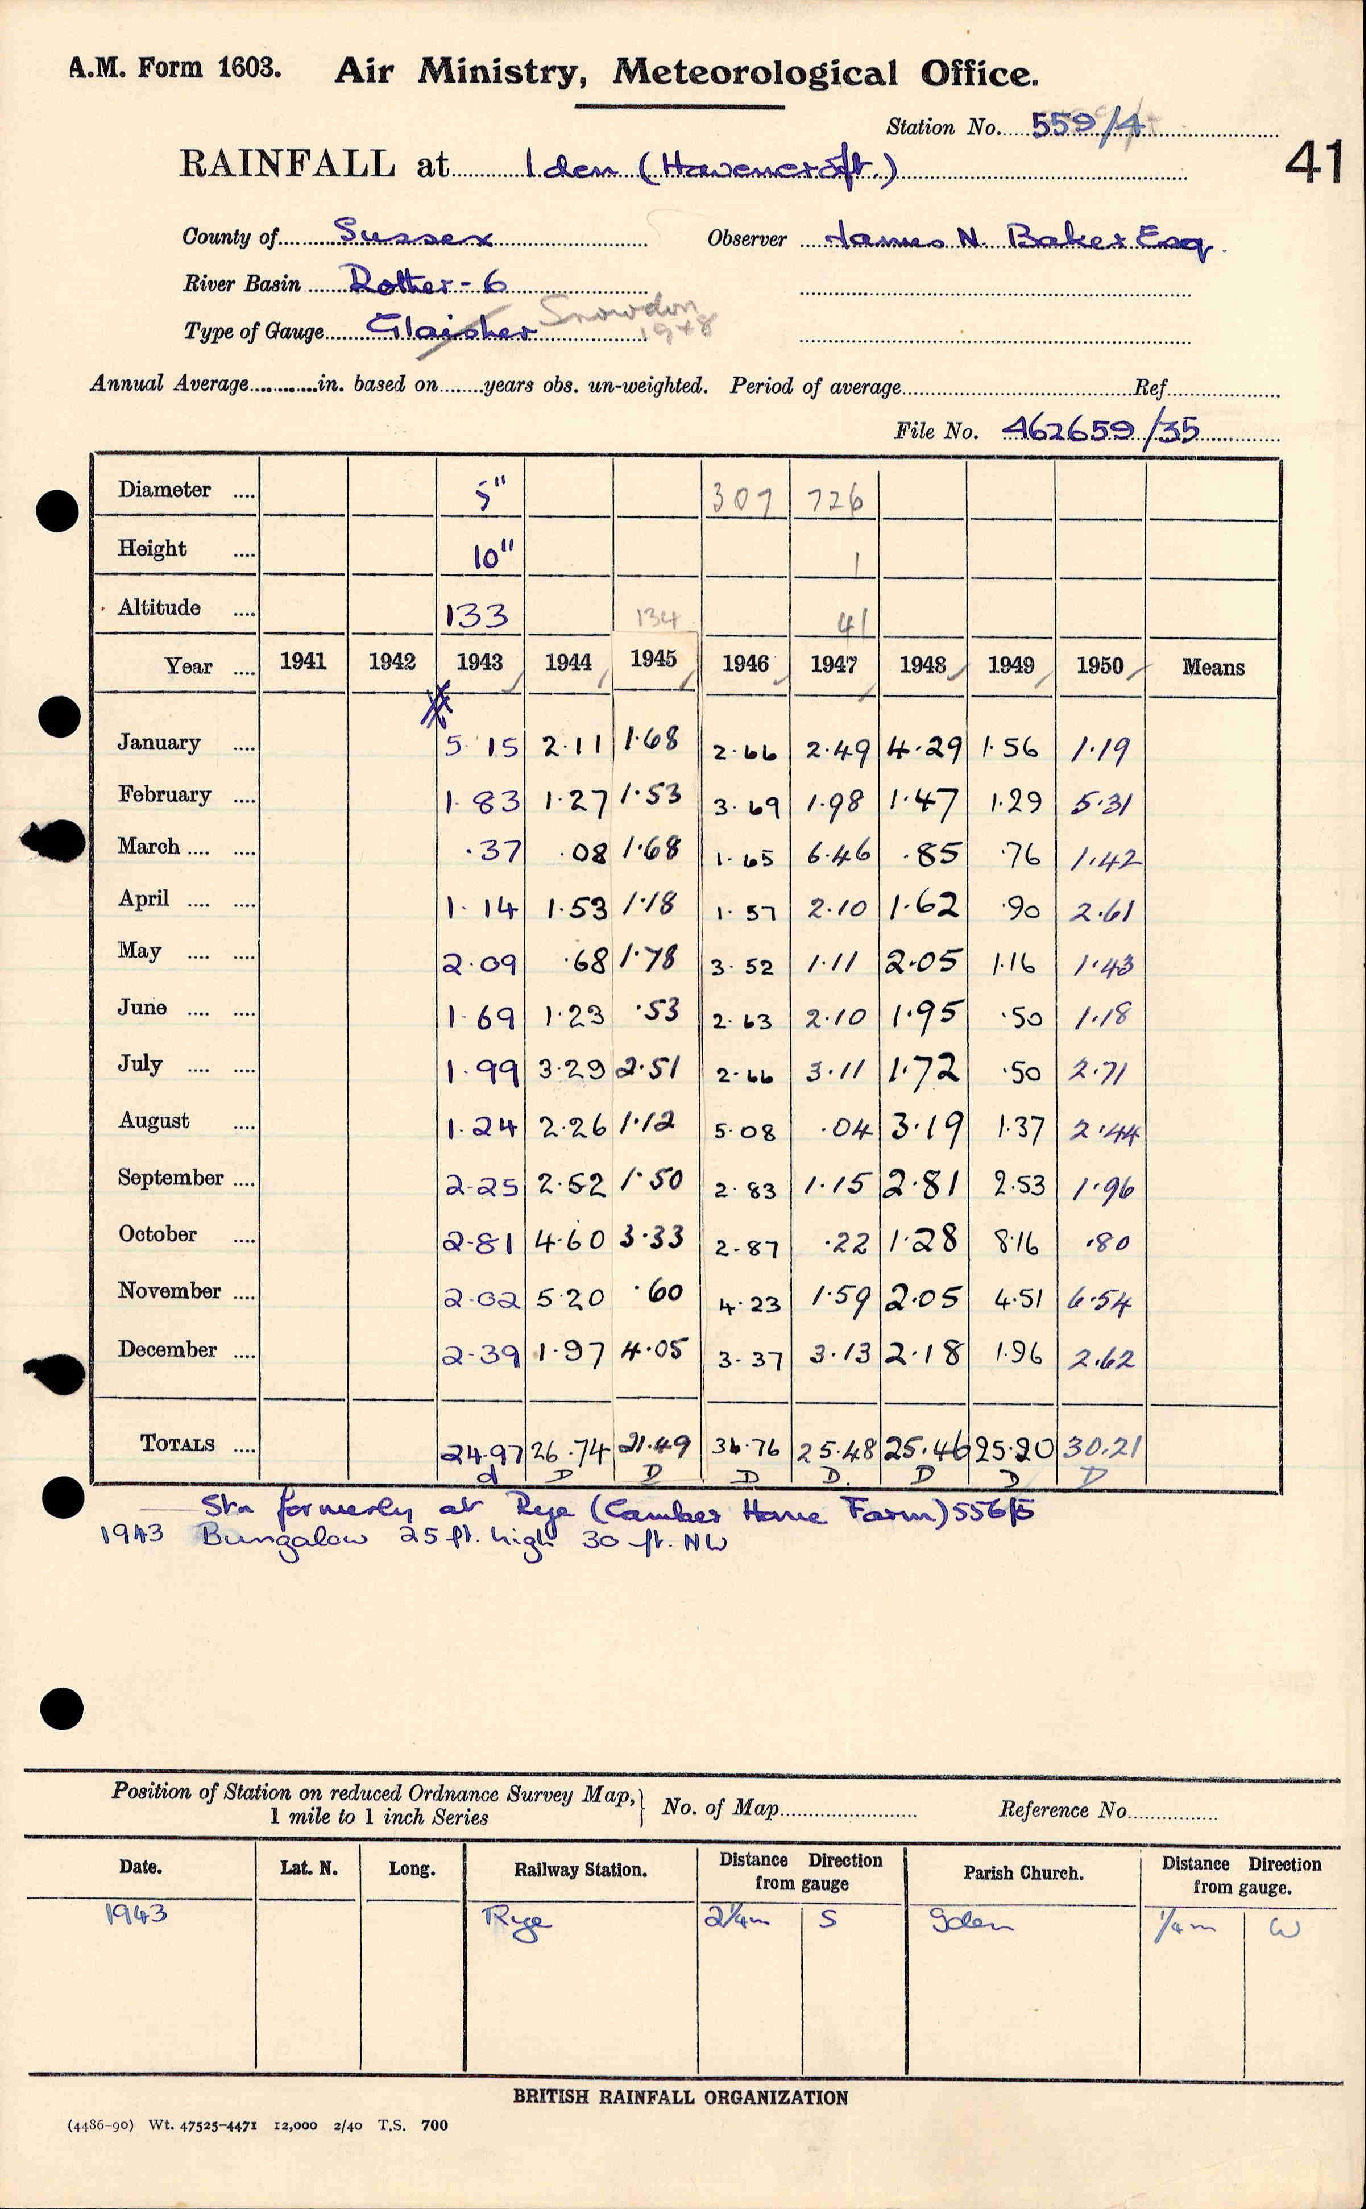 A.M. Form 1603. Air Ministry, Meteorological Office.
Station No. 559/4
RAINFALL at Iden (Havencroft.) 41
County of Sussex Observer James N. Baker Esq.
River Basin Rother - 6
Type of Gauge Glaisher Snowdon 1948
Annual Average in. based on years obs. un-weighted. Period of average Ref.
File No. 462659/35
Diameter 5" 307 726
Height 10" 1
Altitude 133 134 41
Year 1941 1942 1943 1944 1945 1946 1947 1948 1949 1950 Means
January 5.15 2.11 1.68 2.66 2.49 4.29 1.56 1.19
February 1.83 1.27 1.53 3.69 1.98 1.47 1.29 5.31
March .37 .08 1.68 1.65 6.46 .85 .76 1.42
April 1.14 1.53 1.18 1.57 2.10 1.62 .90 2.61
May 2.09 .68 1.78 3.52 1.11 2.05 1.16 1.43
June 1.69 1.23 .53 2.63 2.10 1.95 .50 1.18
July 1.99 3.29 2.51 2.66 3.11 1.72 .50 2.71
August 1.24 2.26 1.12 5.08 .04 3.19 1.37 2.44
September 2.25 2.52 1.50 2.83 1.15 2.81 2.53 1.96
October 2.81 4.60 3.33 2.87 .22 1.28 8.16 .80
November 2.02 5.20 .60 4.23 1.59 2.05 4.51 6.54
December 2.39 1.97 4.05 3.37 3.13 2.18 1.96 2.62
TOTALS 24.97 26.74 21.49 36.76 25.48 25.46 25.20 30.21
d D D D D. D D D
Stn formerly at Rye (Camber Farm) 556/5
1943 Bungalow 25 ft. high 30 ft. NW
Position of Station on reduced Ordnance Survey Map, No. of Map Reference No.
1 mile to 1 inch Series
Date. Lat. N. Long. Railway Station. Distance Direction from gauge Parish Church. Distance Direction from gauge.
1943 Rye 2¼m S Iden ¼m W
BRITISH RAINFALL ORGANIZATION
(4486-90) Wt. 47525-4471 12,000 2/40 T.S. 700